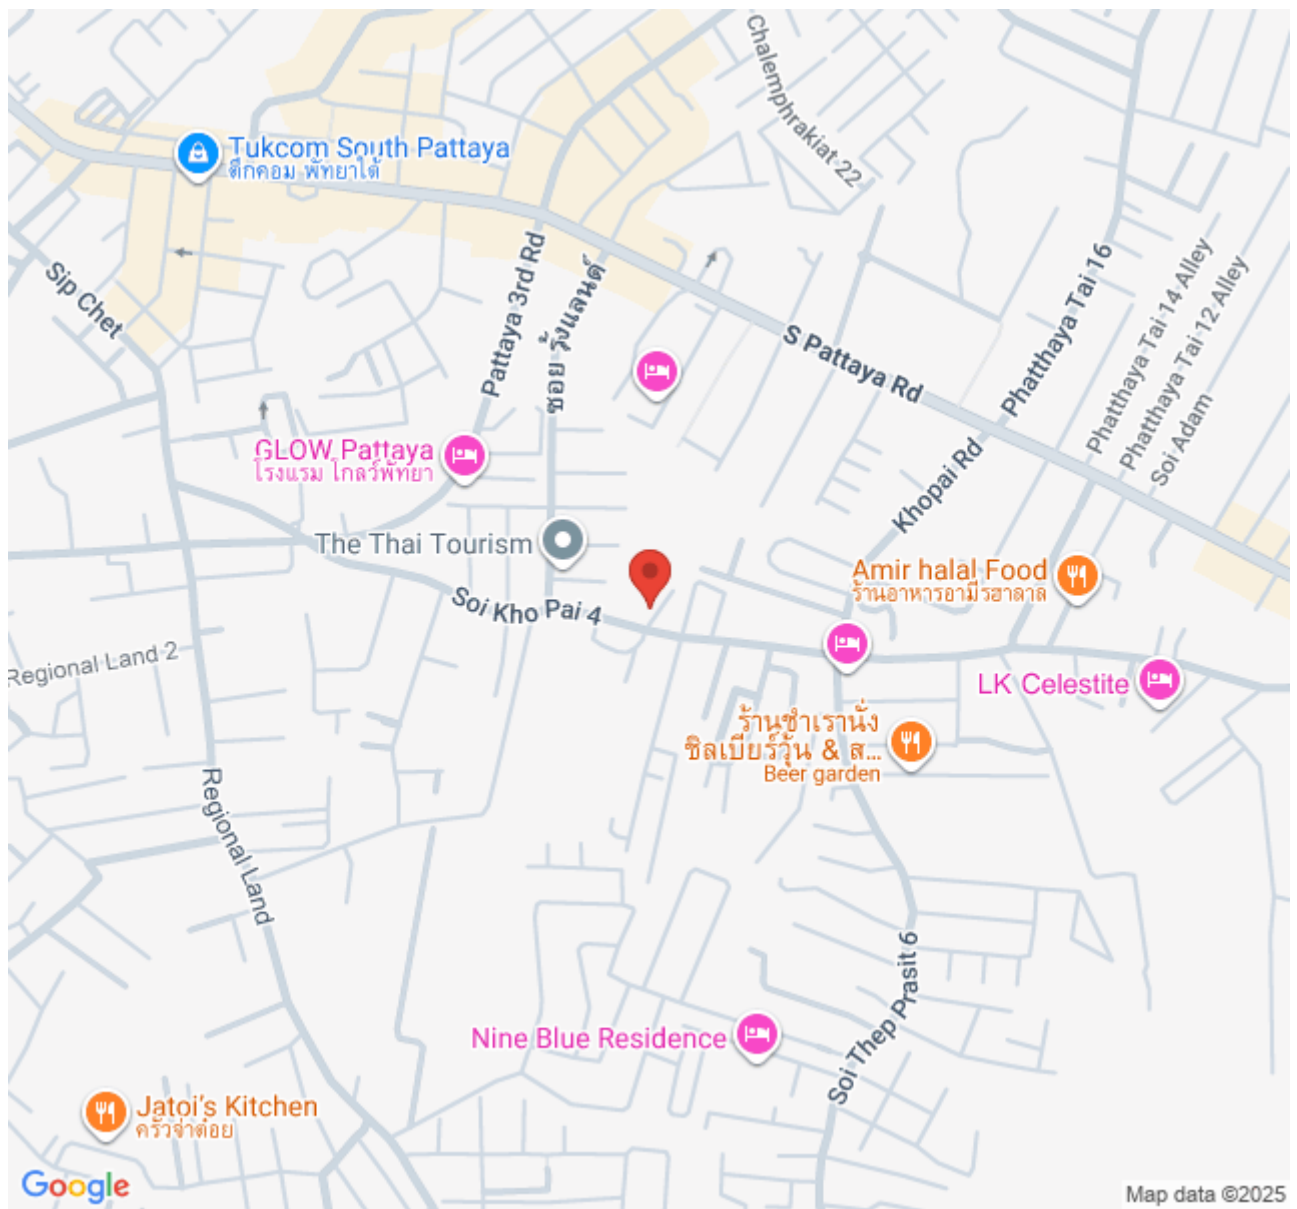 Chalemphrakiat 22
Tukcom South Pattaya
ตึกคอม พัทยาใต้
Sip Chet
Pattaya 3rd Rd
ซอย วิ้งแลนด์
S Pattaya Rd
Phatthaya Tai 16
Phatthaya Tai 14 Alley
Phatthaya Tai 12 Alley
Soi Adam
Khopai Rd
GLOW Pattaya
โรงแรม โกลว์พัทยา
The Thai Tourism
Soi Kho Pai 4
Amir halal Food
ร้านอาหารอามีรฮาลาล
Regional Land 2
LK Celestite
ร้านชำเรานั่ง
ชิลเบียร์วุ้น & ส...
Beer garden
Regional Land
Soi Thep Prasit 6
Nine Blue Residence
Jatoi's Kitchen
ครัวจ่าต๋อย
Google
Map data ©2025